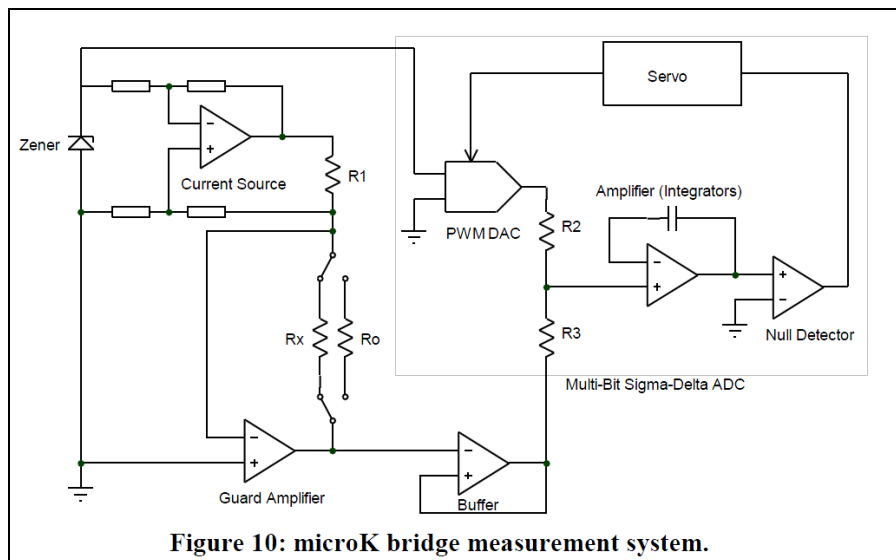 Servo
Zener
Current Source
R1
PWM DAC
R2
Amplifier (Integrators)
Null Detector
Rx
Ro
R3
Multi-Bit Sigma-Delta ADC
Guard Amplifier
Buffer
Figure 10: microK bridge measurement system.